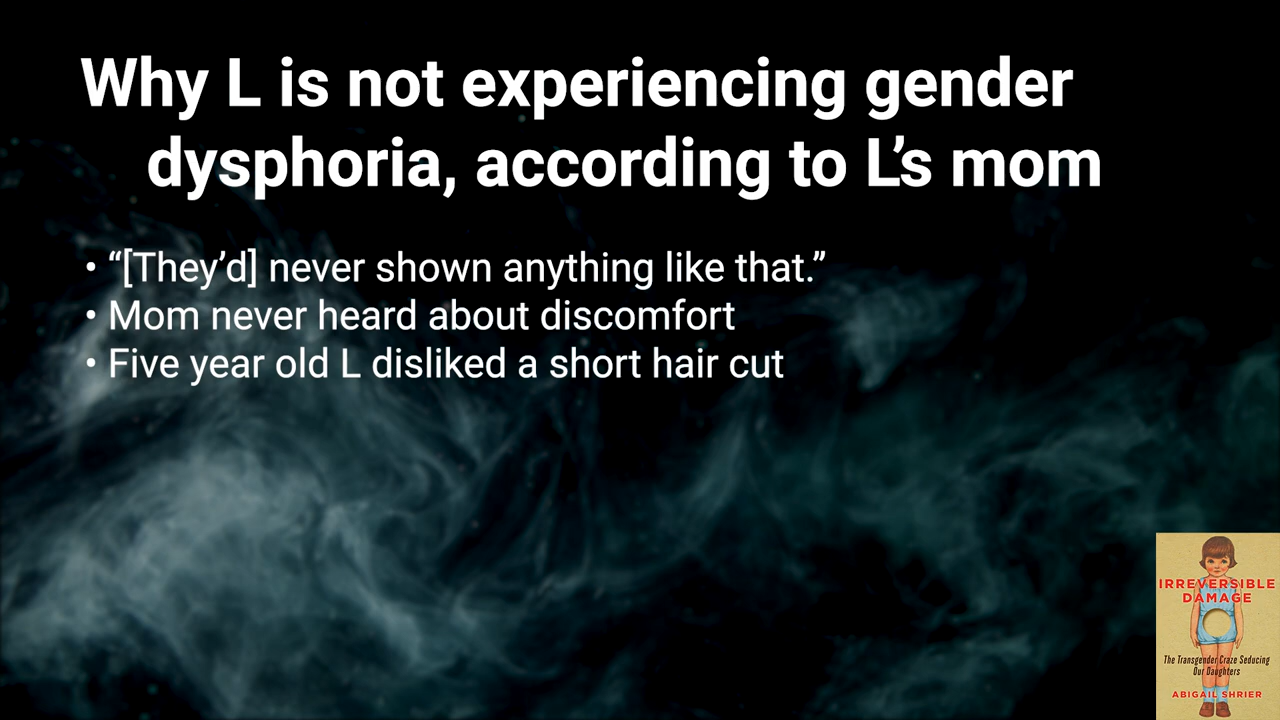 Why L is not experiencing gender
dysphoria, according to L’s mom
• “[They’d] never shown anything like that.”
• Mom never heard about discomfort
• Five year old L disliked a short hair cut
IRREVERSIBLE
DAMAGE
The Transgender Craze Seducing
Our Daughters
ABIGAIL SHRIER